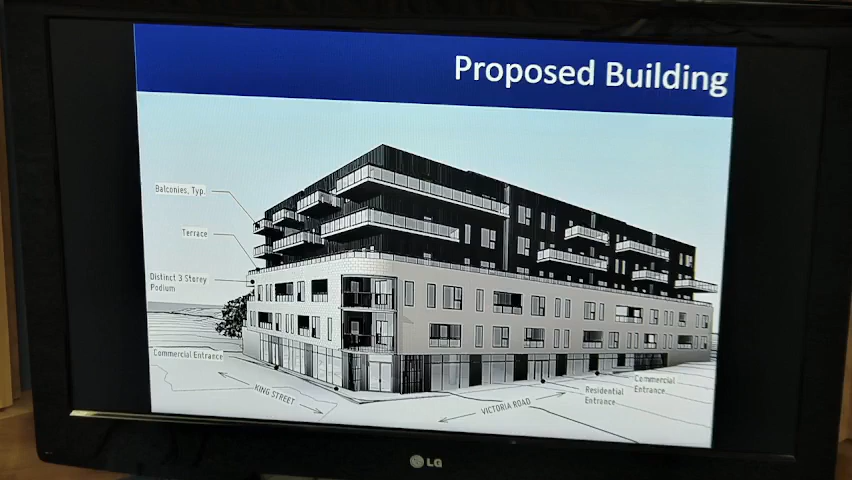 Proposed Building
Balconies, Typ.
Terrace
Distinct 3 Storey
Podium
Commercial Entrance
KING STREET
VICTORIA ROAD
Residential
Entrance
Commercial
Entrance
LG